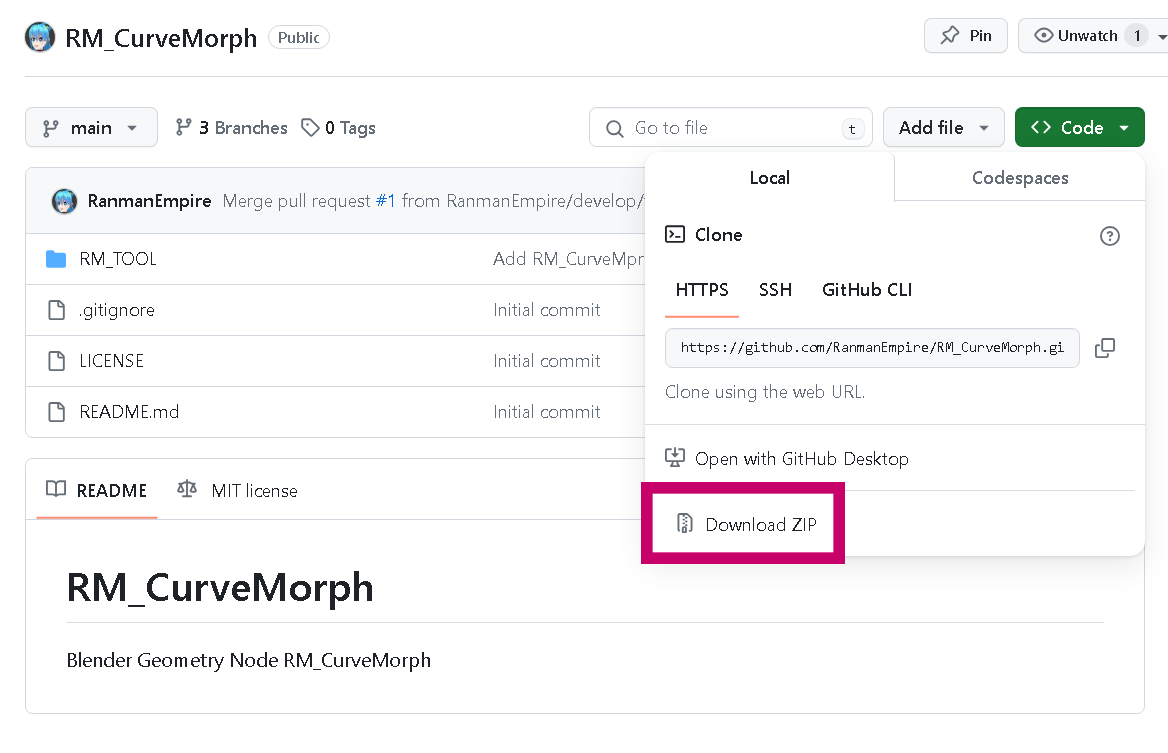 RM_CurveMorph Public Pin Unwatch 1
main 3 Branches 0 Tags Go to file t Add file Code
Local Codespaces
RanmanEmpire Merge pull request #1 from RanmanEmpire/develop/
RM_TOOL Add RM_CurveMpr
.gitignore Initial commit
LICENSE Initial commit
README.md Initial commit
Clone
HTTPS SSH GitHub CLI
https://github.com/RanmanEmpire/RM_CurveMorph.gi
Clone using the web URL.
Open with GitHub Desktop
Download ZIP
README MIT license
RM_CurveMorph
Blender Geometry Node RM_CurveMorph